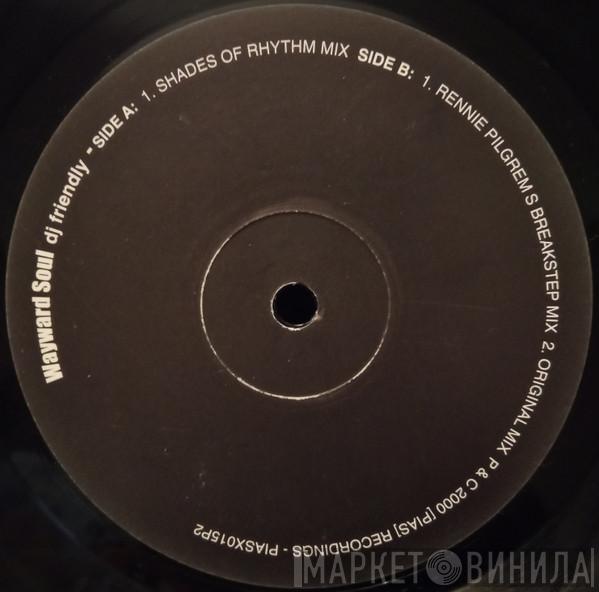 Wayward Soul dj friendly - SIDE A: 1. SHADES OF RHYTHM MIX SIDE B: 1. RENNIE PILGREM S BREAKSTEP MIX 2. ORIGINAL MIX P & C 2000 [PIAS] RECORDINGS - PIASX015P2
МАРКЕТ ВИНИЛА